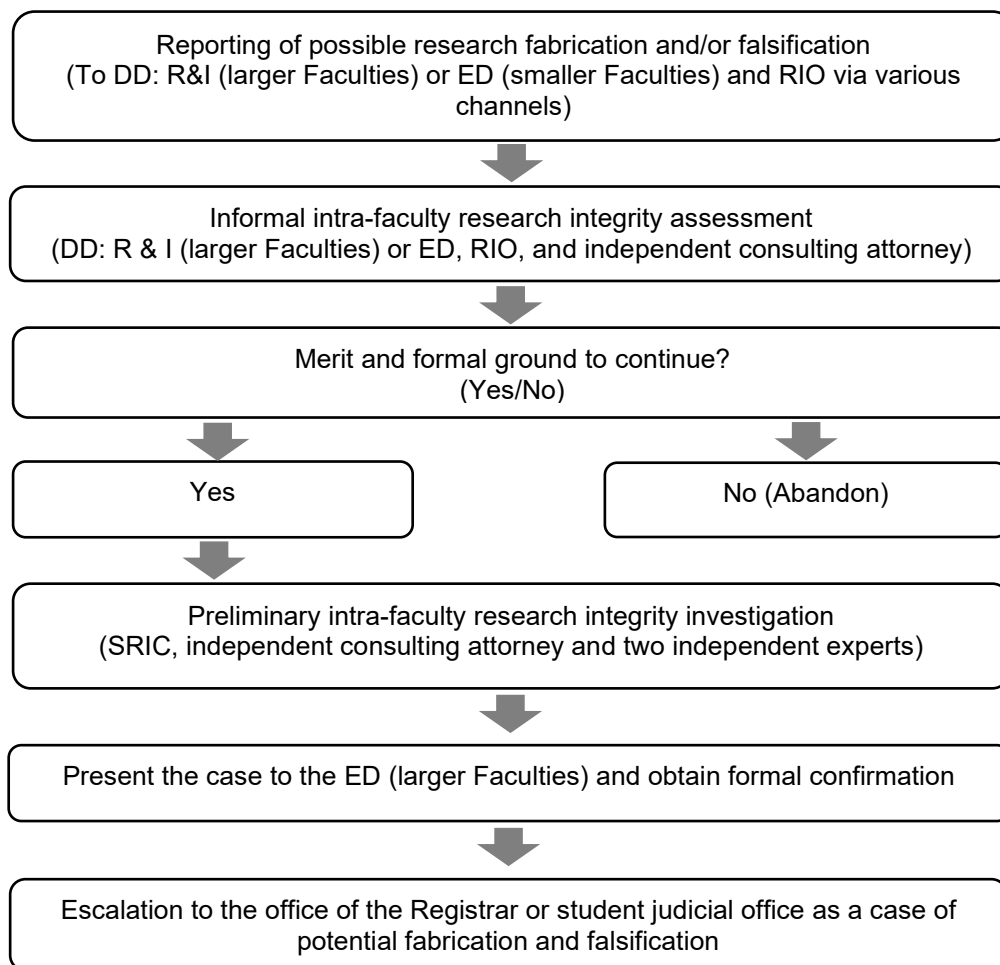 Reporting of possible research fabrication and/or falsification
(To DD: R&I (larger Faculties) or ED (smaller Faculties) and RIO via various
channels)
Informal intra-faculty research integrity assessment
(DD: R & I (larger Faculties) or ED, RIO, and independent consulting attorney)
Merit and formal ground to continue?
(Yes/No)
Yes
No (Abandon)
Preliminary intra-faculty research integrity investigation
(SRIC, independent consulting attorney and two independent experts)
Present the case to the ED (larger Faculties) and obtain formal confirmation
Escalation to the office of the Registrar or student judicial office as a case of
potential fabrication and falsification